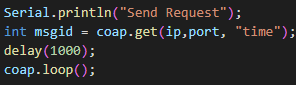 Serial.println("Send Request");
int msgid = coap.get(ip,port, "time");
delay(1000);
coap.loop();